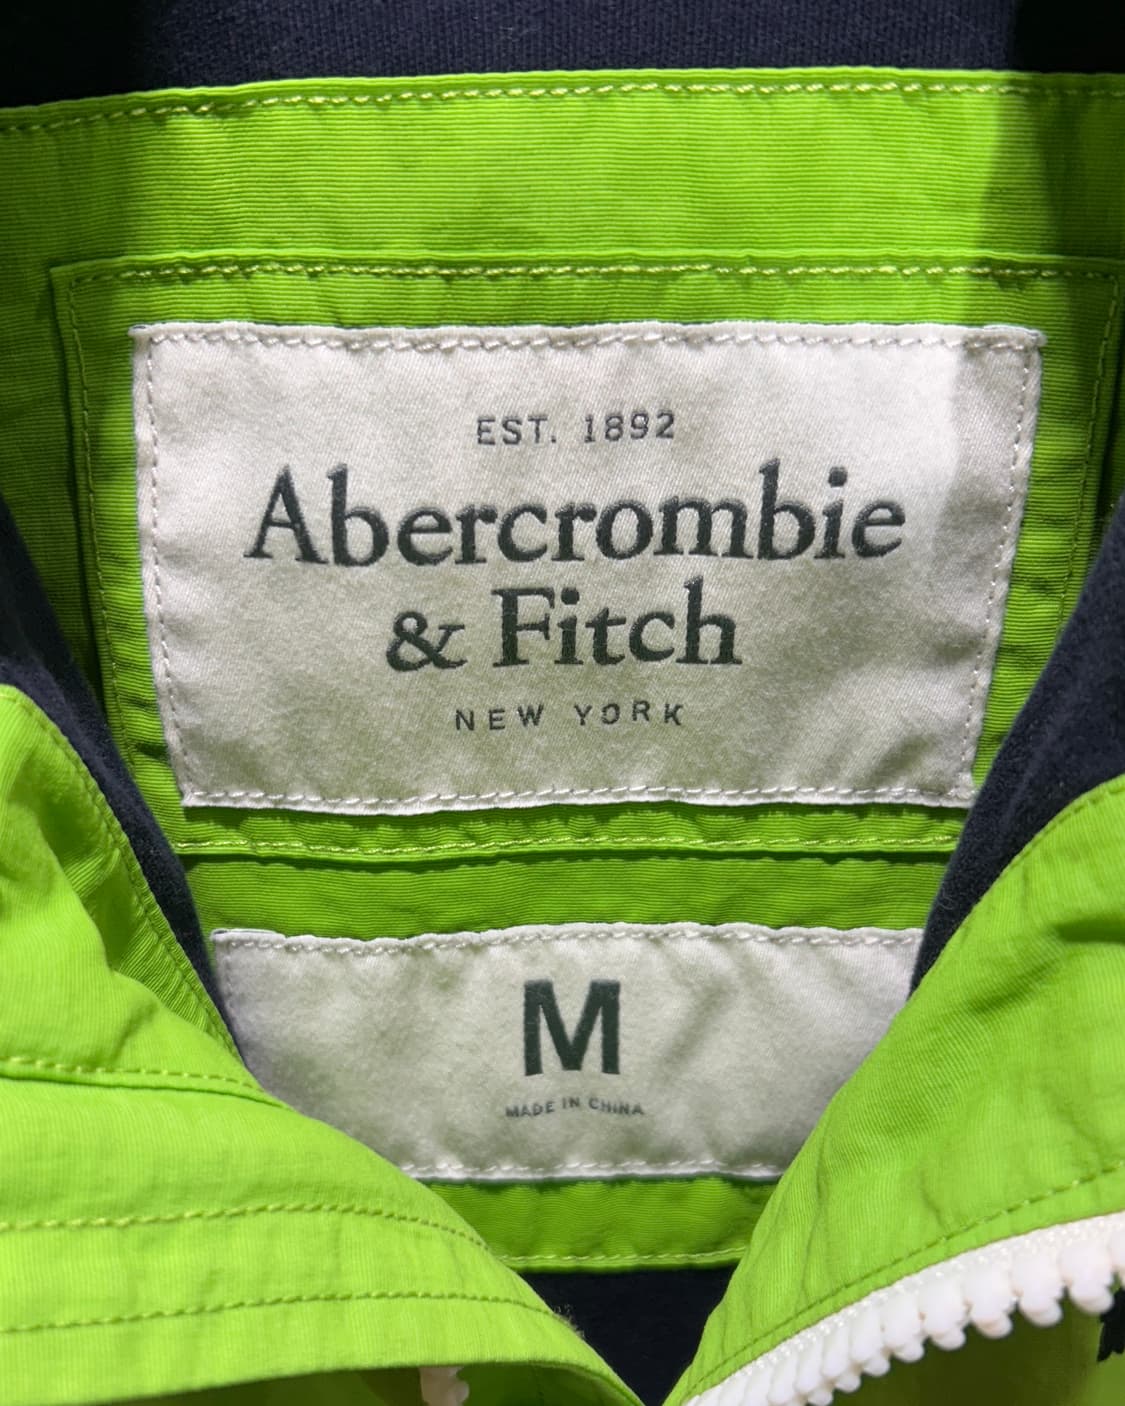 EST. 1892
Abercrombie
& Fitch
NEW YORK
M
MADE IN CHINA